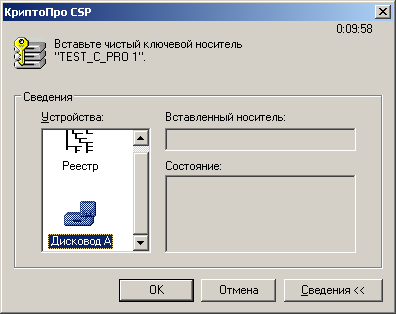 КриптоПро CSP
0:09:58
Вставьте чистый ключевой носитель
"TEST_C_PRO 1".
Сведения
Устройства:
Вставленный носитель:
Реестр
Состояние:
Дисковод A
OK
Отмена
Сведения <<